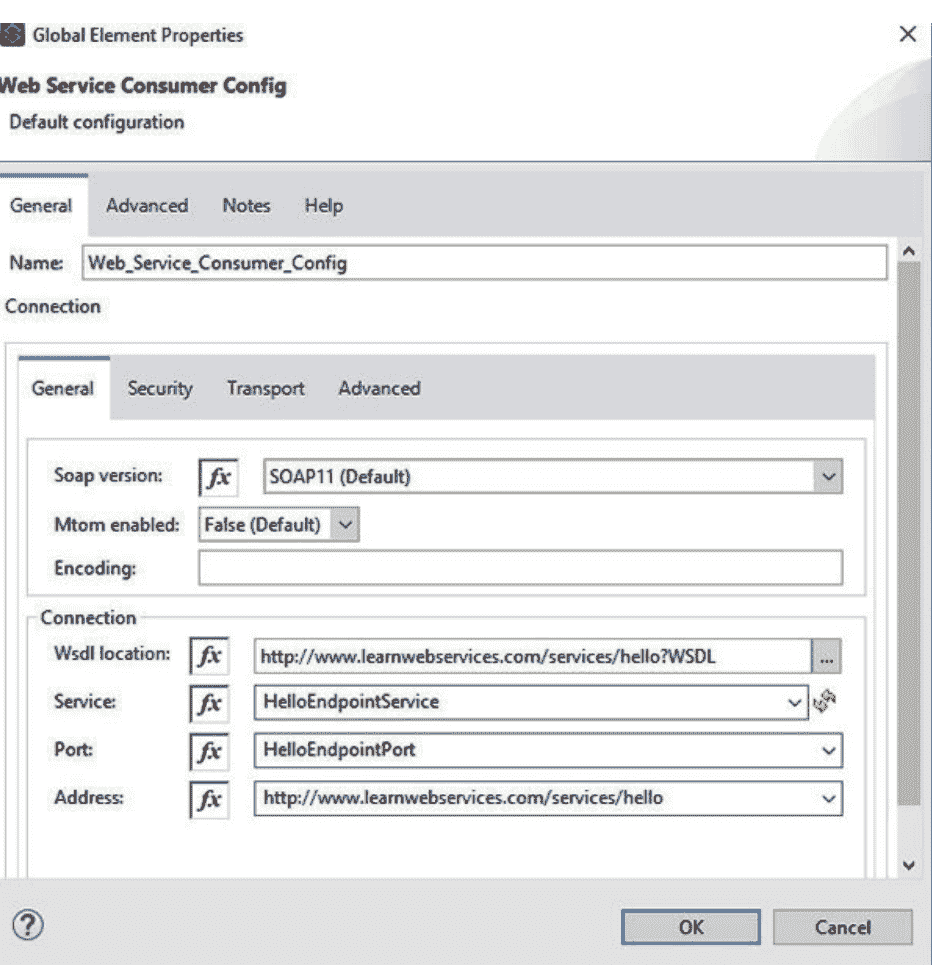 Global Element Properties
Web Service Consumer Config
Default configuration
General Advanced Notes Help
Name: Web_Service_Consumer_Config
Connection
General Security Transport Advanced
Soap version: fx SOAP11 (Default)
Mtom enabled: False (Default)
Encoding:
Connection
Wsdl location: fx http://www.learnwebservices.com/services/hello?WSDL ...
Service: fx HelloEndpointService
Port: fx HelloEndpointPort
Address: fx http://www.learnwebservices.com/services/hello
? OK Cancel